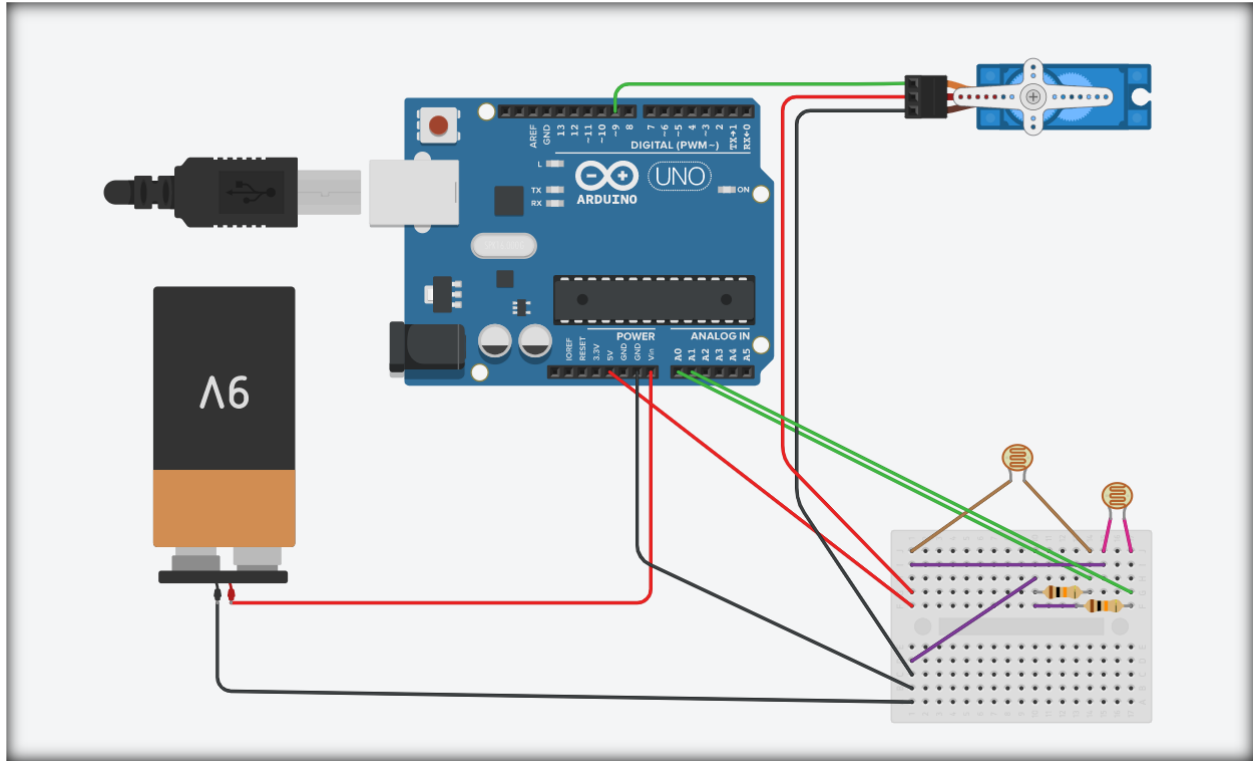 AREF
GND
13
12
~11
~10
~9
8
7
~6
~5
4
~3
2
TX→1
RX←0
DIGITAL (PWM~)
L
TX
RX
UNO
ON
ARDUINO
9V
POWER
ANALOG IN
IOREF
RESET
3.3V
5V
GND
GND
Vin
A0
A1
A2
A3
A4
A5